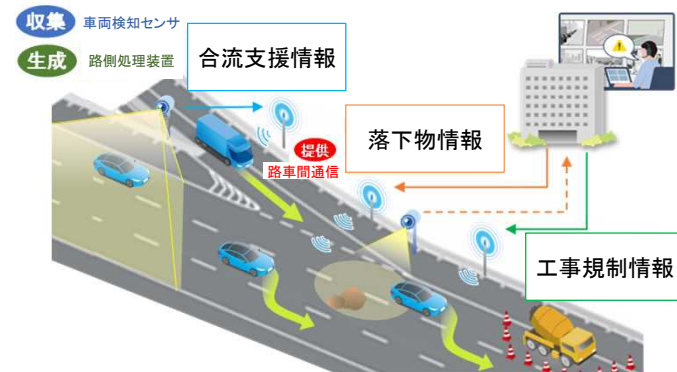 収集 車両検知センサ
生成 路側処理装置
合流支援情報
落下物情報
提供
路車間通信
工事規制情報